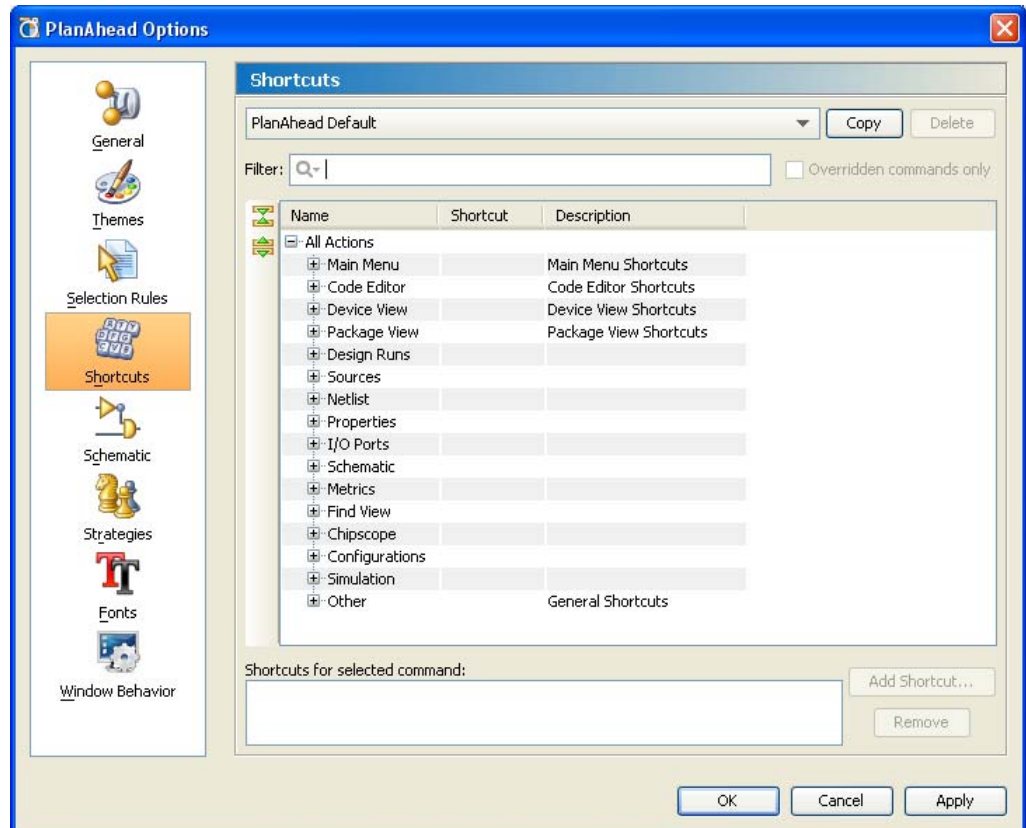 PlanAhead Options
General
Themes
Selection Rules
Shortcuts
Schematic
Strategies
Fonts
Window Behavior
Shortcuts
PlanAhead Default Copy Delete
Filter: Overridden commands only
Name Shortcut Description
All Actions
Main Menu Main Menu Shortcuts
Code Editor Code Editor Shortcuts
Device View Device View Shortcuts
Package View Package View Shortcuts
Design Runs
Sources
Netlist
Properties
I/O Ports
Schematic
Metrics
Find View
Chipscope
Configurations
Simulation
Other General Shortcuts
Shortcuts for selected command:
Add Shortcut...
Remove
OK Cancel Apply